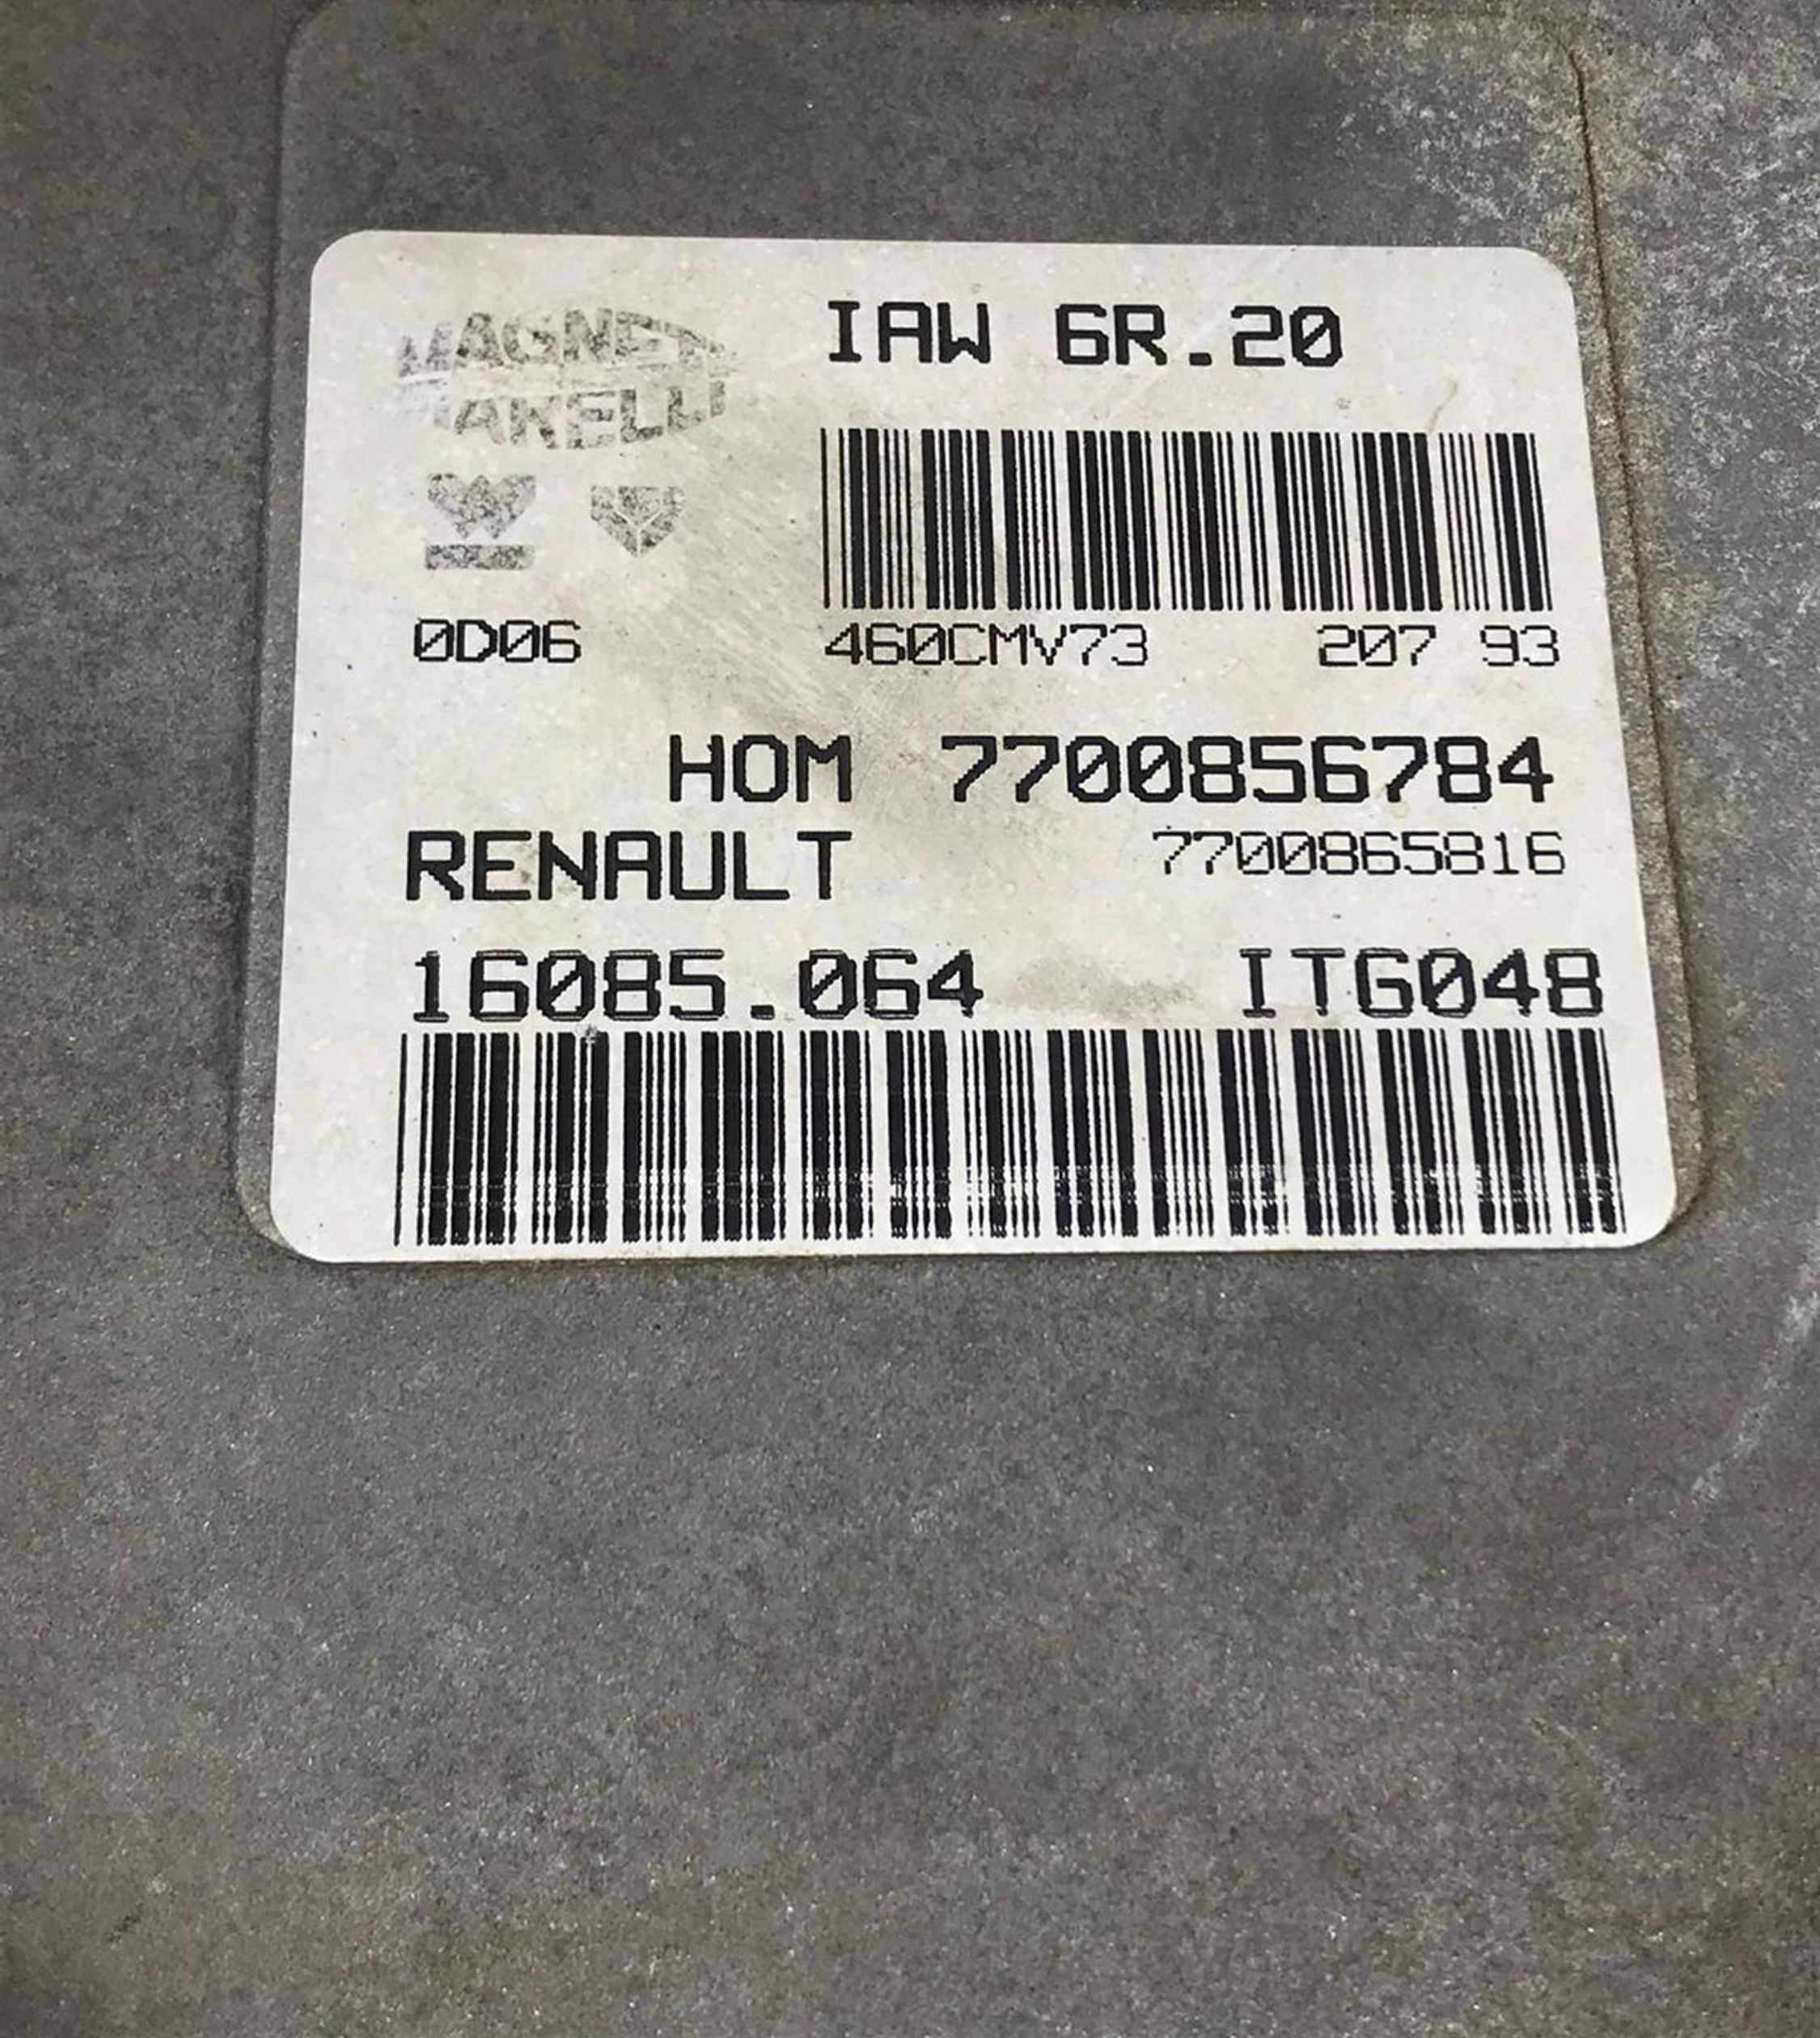 MAGNETI
MARELLI
IAW 6R.20
0D06 460CMV73 207 93
HOM 7700856784
RENAULT 7700865816
16085.064 ITG048